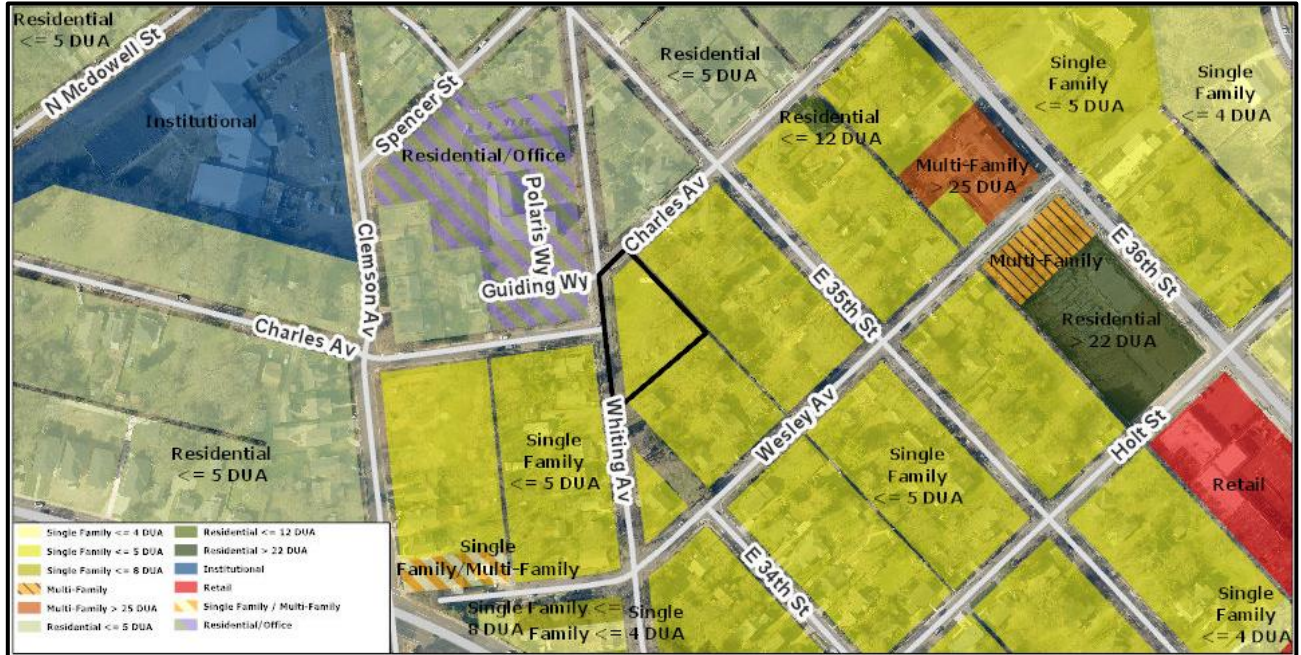 Residential
<= 5 DUA
N Mcdowell St
Institutional
Spencer St
Residential
<= 5 DUA
Single
Family
<= 5 DUA
Single
Family
<= 4 DUA
Residential
<= 12 DUA
Residential/Office
Multi-Family
> 25 DUA
Polaris Wy
Guiding Wy
Charles Av
Clemson Av
Charles Av
E 35th St
E 36th St
Multi-Family
Residential
> 22 DUA
Whiting Av
Wesley Av
Holt St
Residential
<= 5 DUA
Single
Family
<= 5 DUA
Single
Family
<= 5 DUA
Retail
Single
Family/Multi-Family
E 34th St
Single Family <=
8 DUA
Single
Family <= 4 DUA
Single
Family
<= 4 DUA
Single Family <= 4 DUA
Single Family <= 5 DUA
Single Family <= 8 DUA
Multi-Family
Multi-Family > 25 DUA
Residential <= 5 DUA
Residential <= 12 DUA
Residential > 22 DUA
Institutional
Retail
Single Family / Multi-Family
Residential/Office